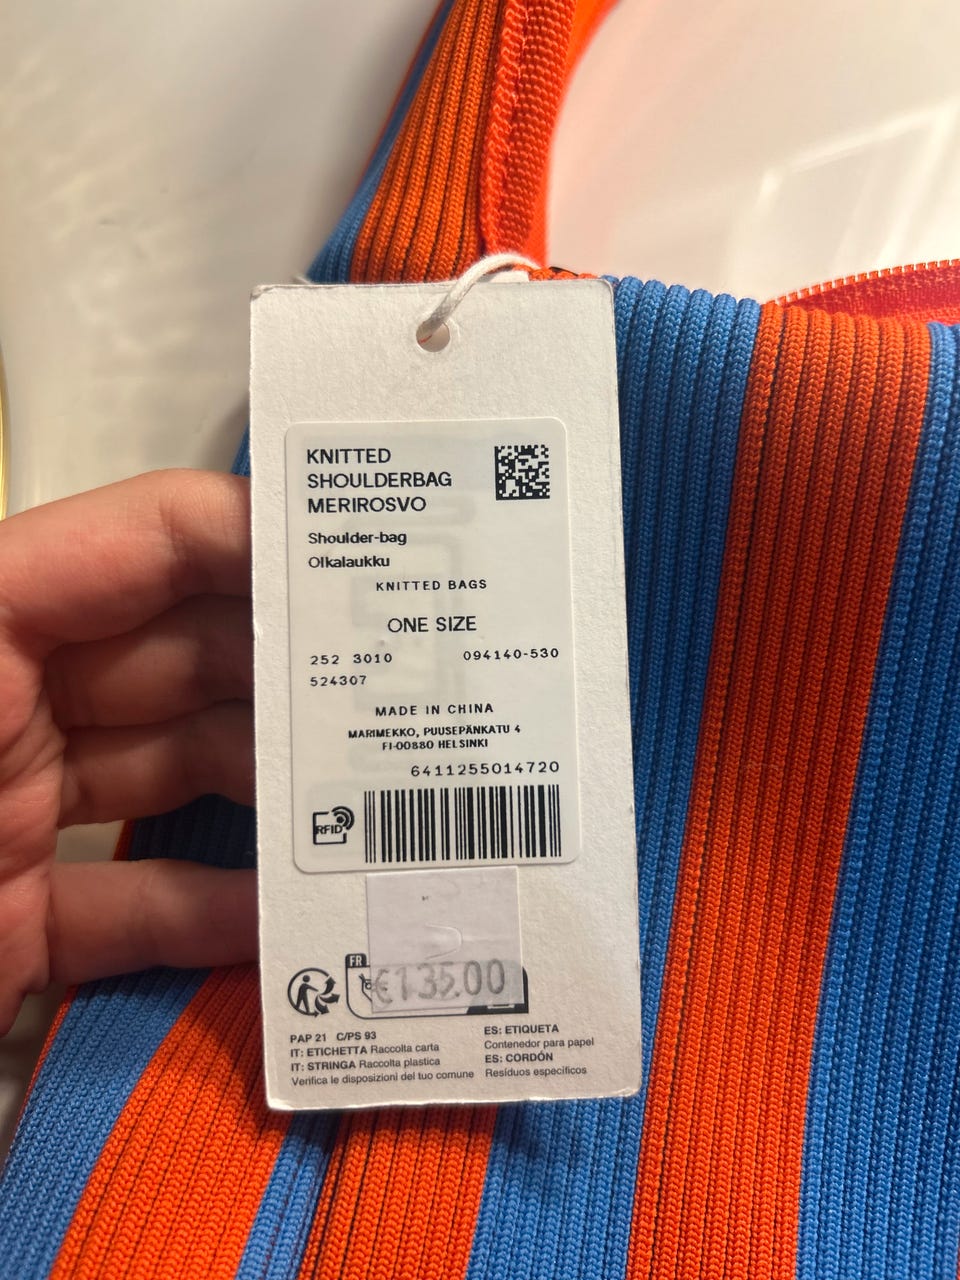 KNITTED
SHOULDERBAG
MERIROSVO
Shoulder-bag
Olkalaukku
KNITTED BAGS
ONE SIZE
252 3010 094140-530
524307
MADE IN CHINA
MARIMEKKO, PUUSEPÄNKATU 4
FI-00880 HELSINKI
6411255014720
RFID
FR
€135.00
PAP 21 C/PS 93
IT: ETICHETTA Raccolta carta
IT: STRINGA Raccolta plastica
Verifica le disposizioni del tuo comune
ES: ETIQUETA
Contenedor para papel
ES: CORDÓN
Residuos específicos